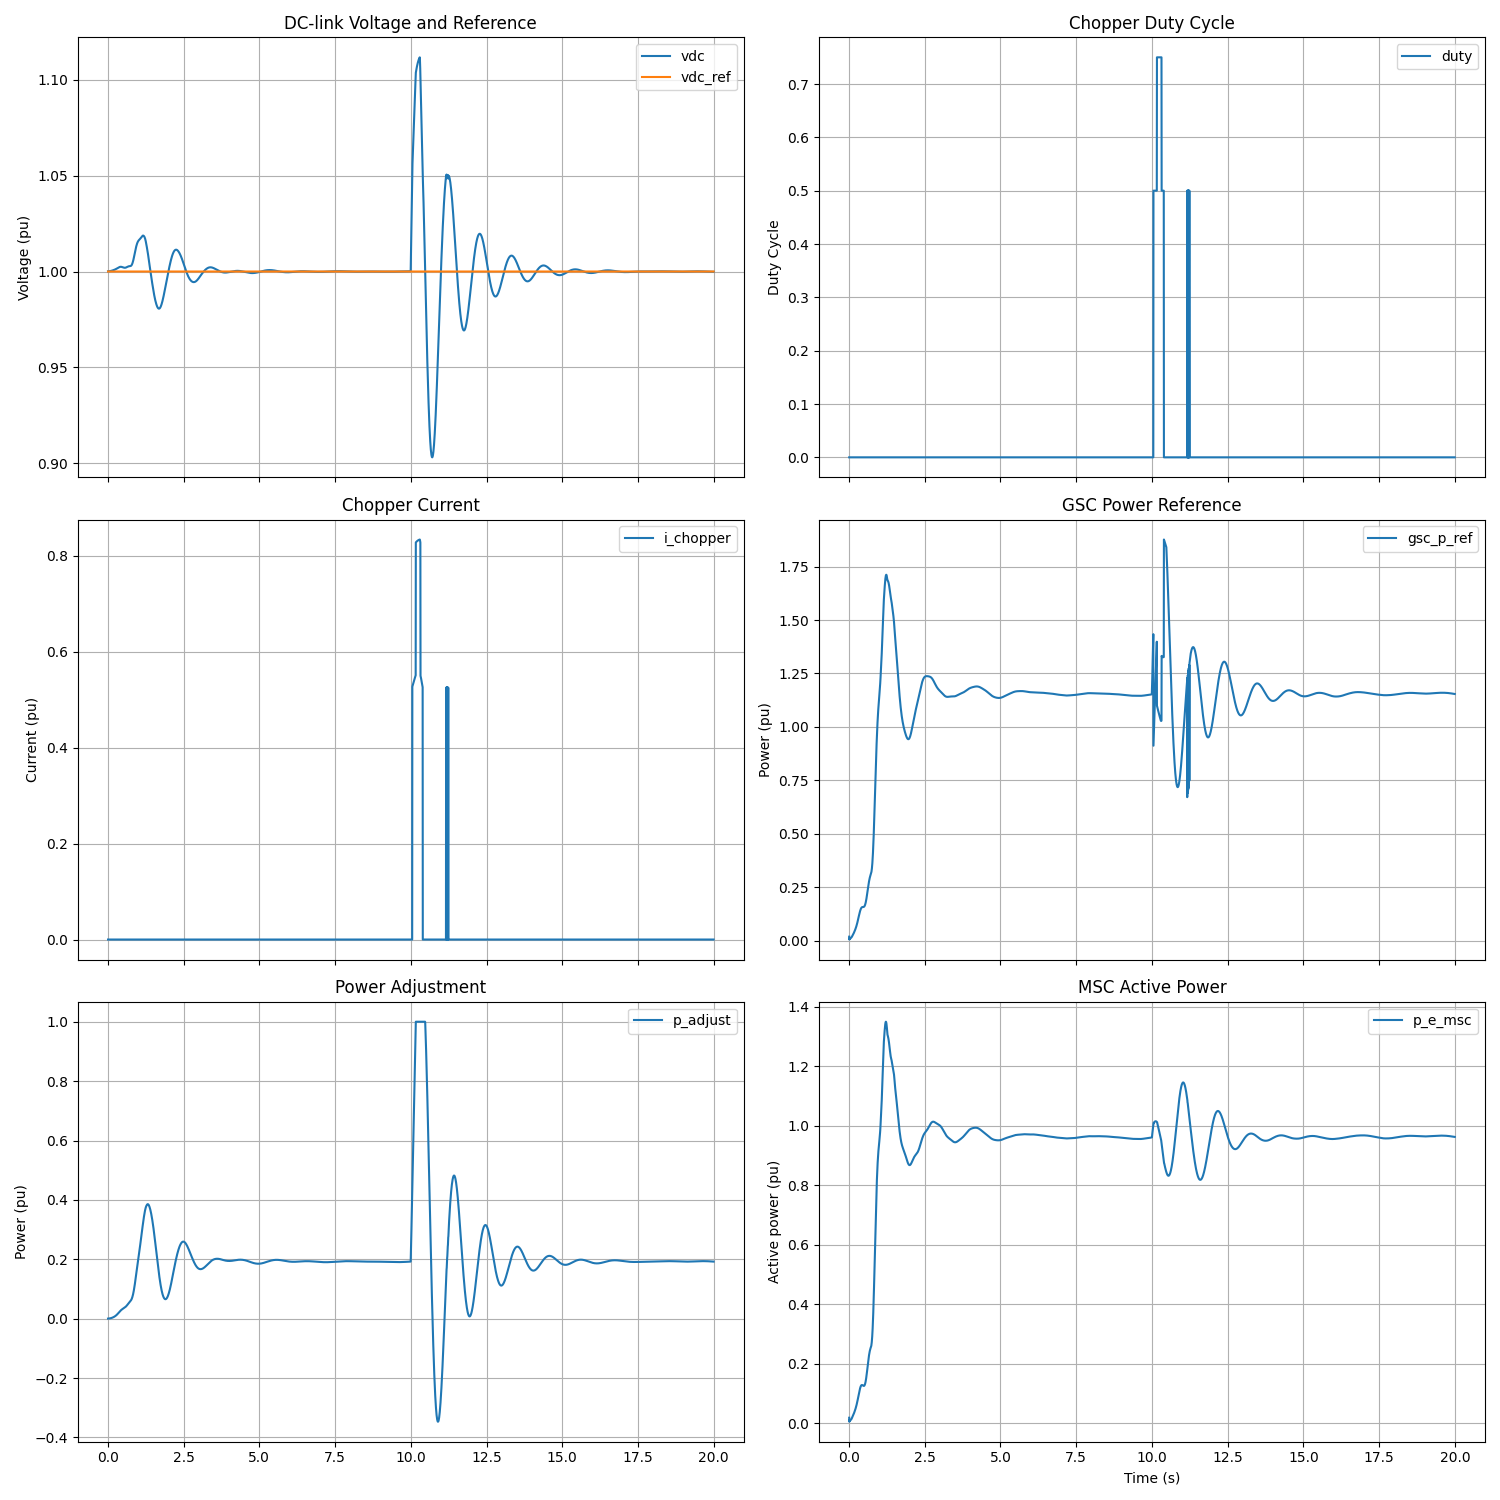 DC-link Voltage and Reference
Voltage (pu)
1.10
1.05
1.00
0.95
0.90
vdc
vdc_ref
Chopper Duty Cycle
Duty Cycle
0.7
0.6
0.5
0.4
0.3
0.2
0.1
0.0
duty
Chopper Current
Current (pu)
0.8
0.6
0.4
0.2
0.0
i_chopper
GSC Power Reference
Power (pu)
1.75
1.50
1.25
1.00
0.75
0.50
0.25
0.00
gsc_p_ref
Power Adjustment
Power (pu)
1.0
0.8
0.6
0.4
0.2
0.0
−0.2
−0.4
p_adjust
0.0 2.5 5.0 7.5 10.0 12.5 15.0 17.5 20.0
MSC Active Power
Active power (pu)
1.4
1.2
1.0
0.8
0.6
0.4
0.2
0.0
p_e_msc
0.0 2.5 5.0 7.5 10.0 12.5 15.0 17.5 20.0
Time (s)